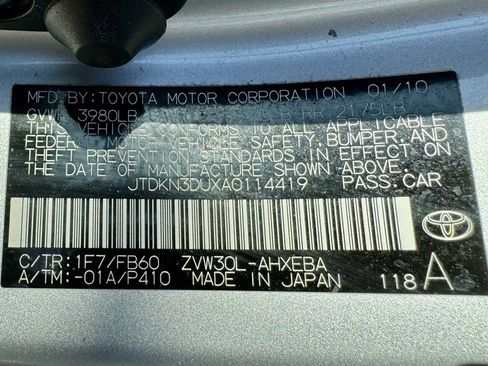 MFD. BY: TOYOTA MOTOR CORPORATION 01/10
GVWR 3980LB RR 2175LB
THIS VEHICLE CONFORMS TO ALL APPLICABLE
FEDERAL MOTOR VEHICLE SAFETY, BUMPER, AND
THEFT PREVENTION STANDARDS IN EFFECT ON
THE DATE OF MANUFACTURE SHOWN ABOVE.
JTDKN3DUXA0114419 PASS. CAR
C/TR: 1F7/FB60 ZVW30L-AHXEBA
A/TM: -01A/P410 MADE IN JAPAN 118 A
TOYOTA